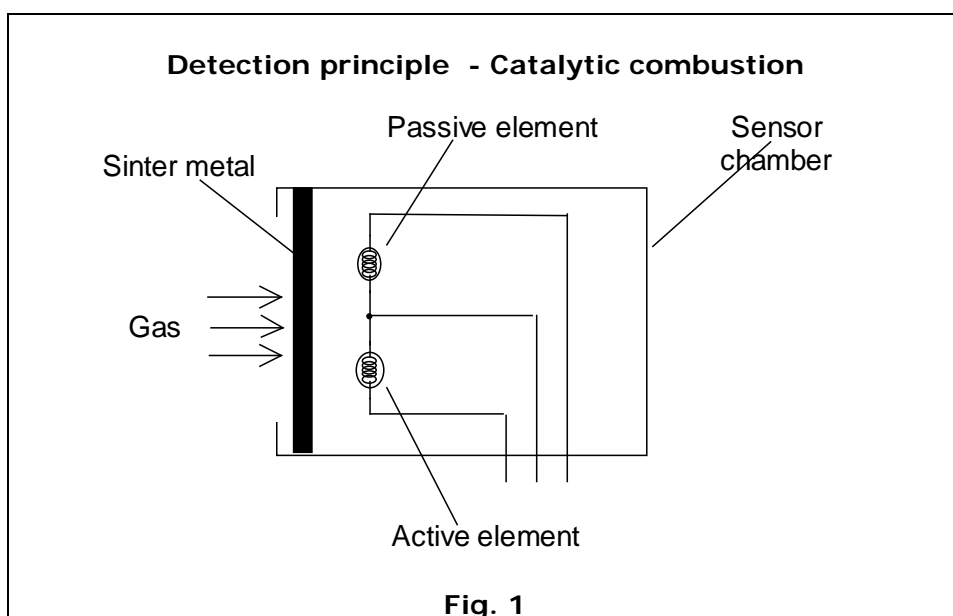 Detection principle - Catalytic combustion
Passive element
Sensor
chamber
Sinter metal
Gas
Active element
Fig. 1